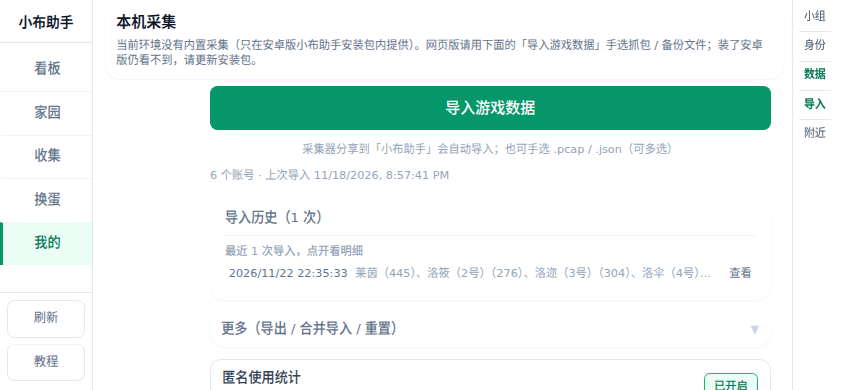 小布助手
看板
家园
收集
换蛋
我的
刷新
教程
本机采集
当前环境没有内置采集（只在安卓版小布助手安装包内提供）。网页版请用下面的「导入游戏数据」手选抓包 / 备份文件；装了安卓
版仍看不到，请更新安装包。
导入游戏数据
采集器分享到「小布助手」会自动导入；也可手选 .pcap / .json（可多选）
6 个账号 · 上次导入 11/18/2026, 8:57:41 PM
导入历史（1 次）
最近 1 次导入，点开看明细
2026/11/22 22:35:33 莱茵（445）、洛筱（2号）（276）、洛迩（3号）（304）、洛伞（4号）... 查看
更多（导出 / 合并导入 / 重置） ▼
匿名使用统计
已开启
小组
身份
数据
导入
附近